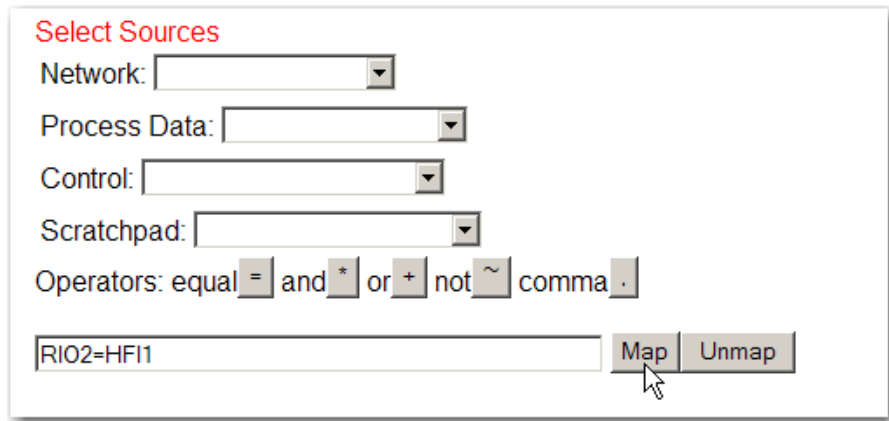 Select Sources
Network:
Process Data:
Control:
Scratchpad:
Operators: equal = and * or + not ~ comma .
RIO2=HFI1 Map Unmap